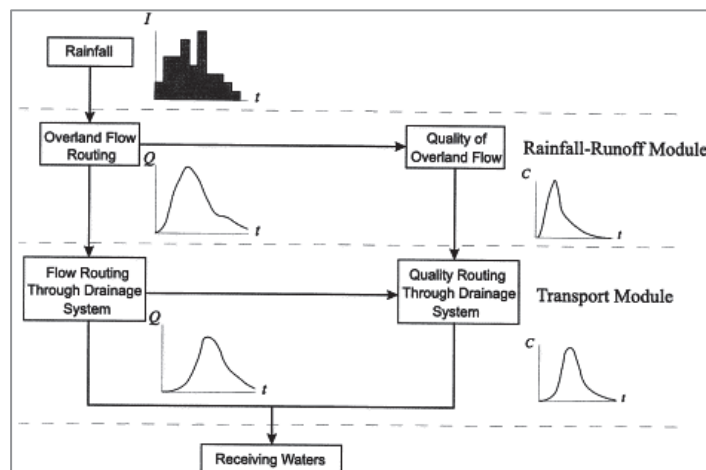 I
Rainfall
t
Overland Flow
Routing
Quality of
Overland Flow
Rainfall-Runoff Module
Q
t
C
t
Flow Routing
Through Drainage
System
Quality Routing
Through Drainage
System
Transport Module
Q
t
C
t
Receiving Waters